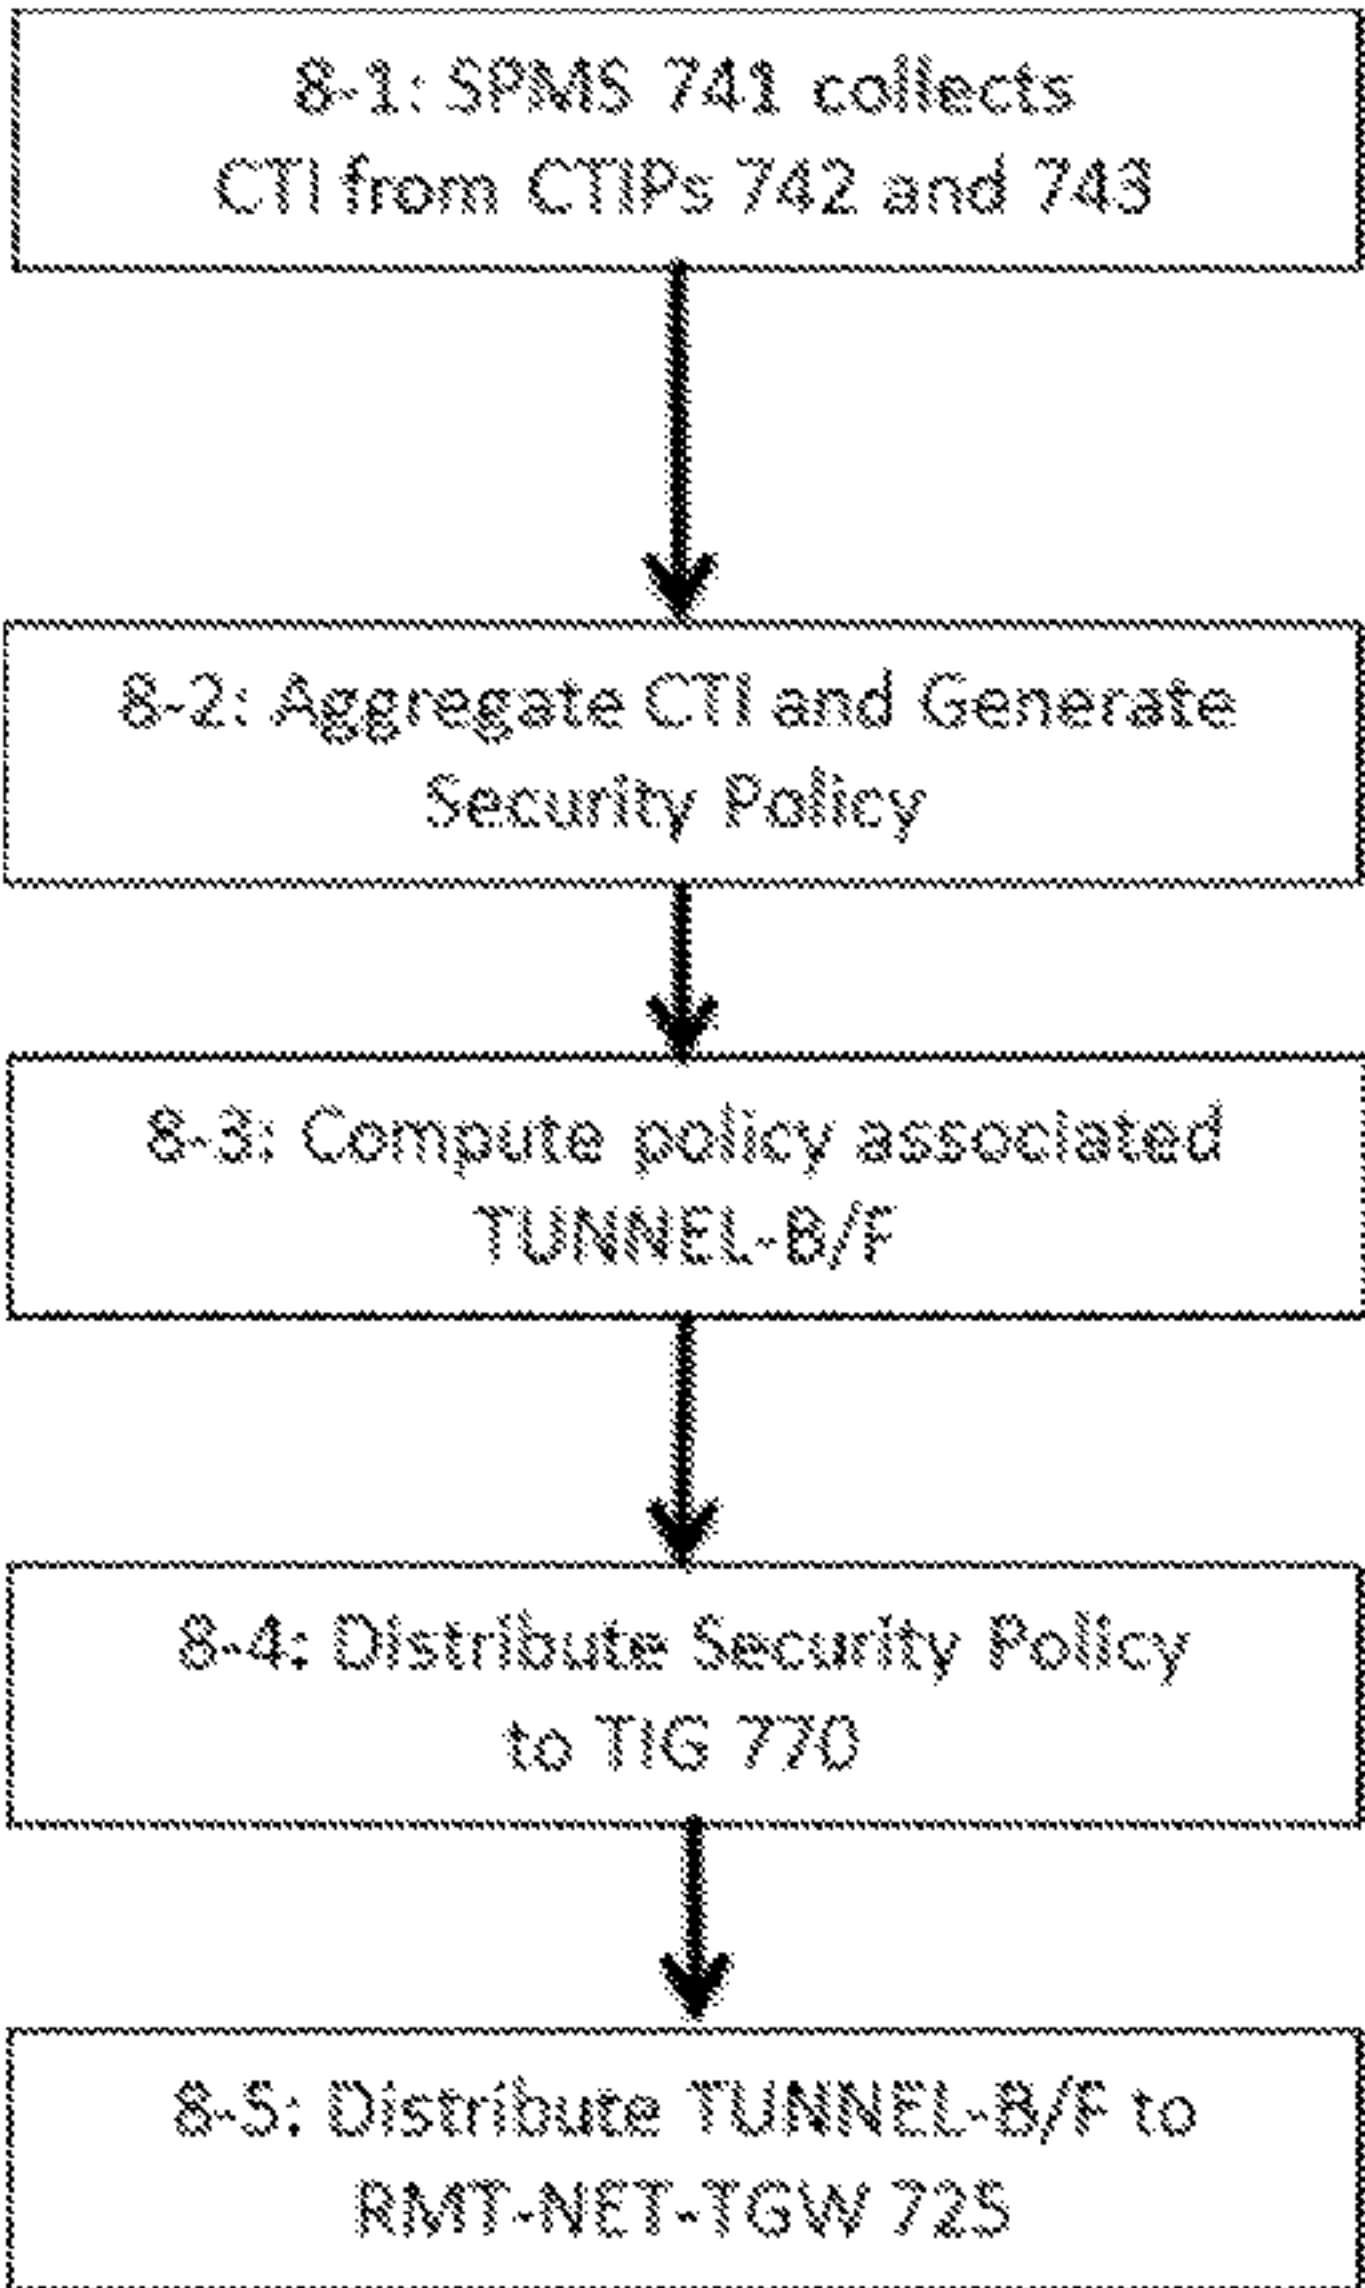 8-1: SPMS 741 collects
CTI from CTIPs 742 and 743
8-2: Aggregate CTI and Generate
Security Policy
8-3: Compute policy associated
TUNNEL-B/F
8-4: Distribute Security Policy
to TIG 770
8-5: Distribute TUNNEL-B/F to
RMT-NET-TGW 725